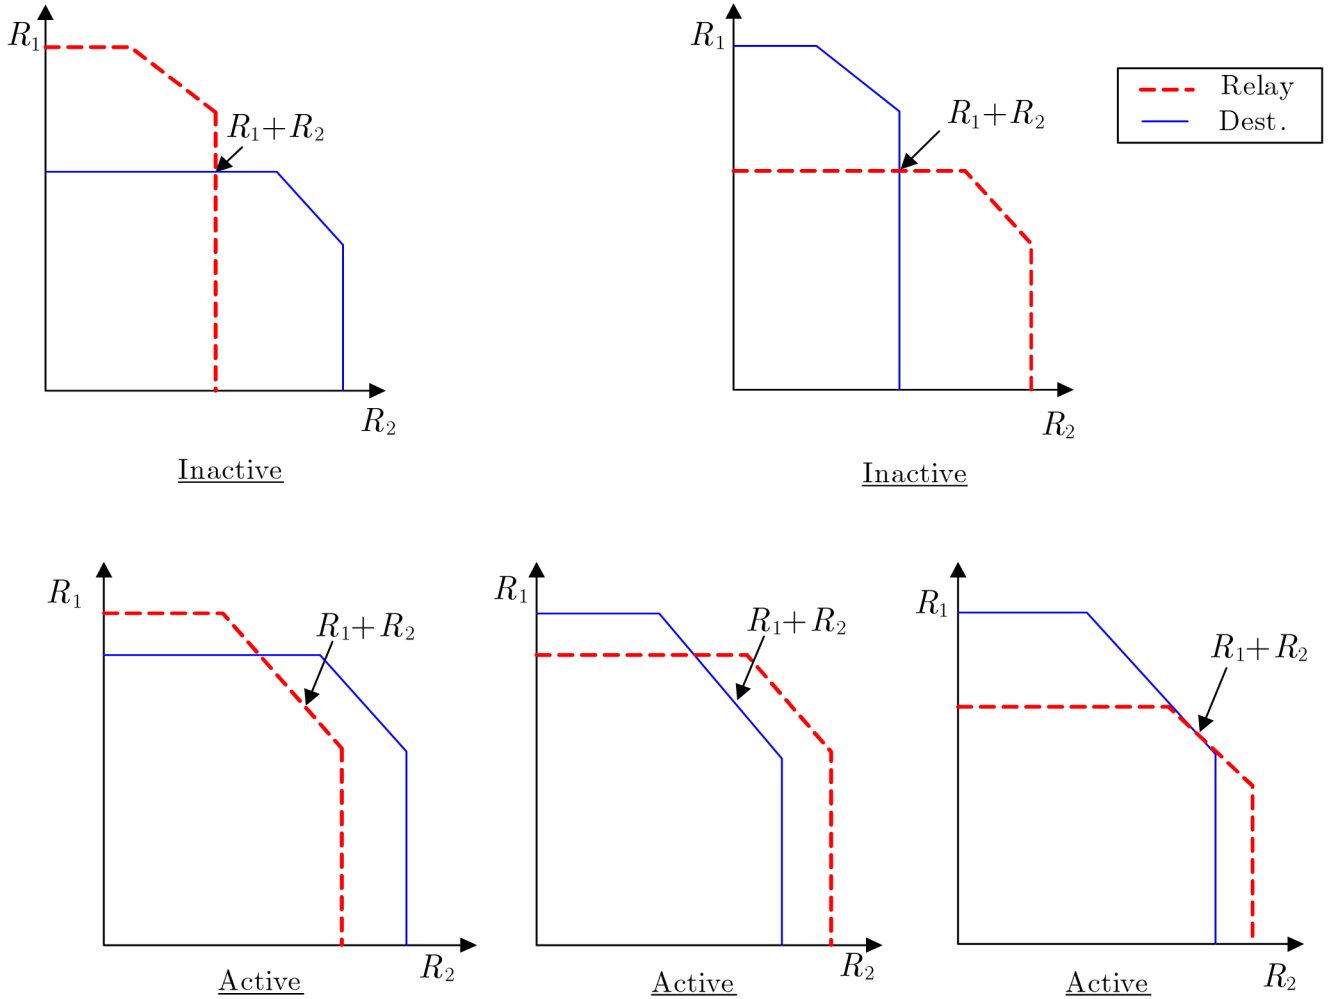 R₁
R₁+R₂
R₂
Inactive
R₁
R₁+R₂
R₂
Inactive
Relay
Dest.
R₁
R₁+R₂
R₂
Active
R₁
R₁+R₂
R₂
Active
R₁
R₁+R₂
R₂
Active